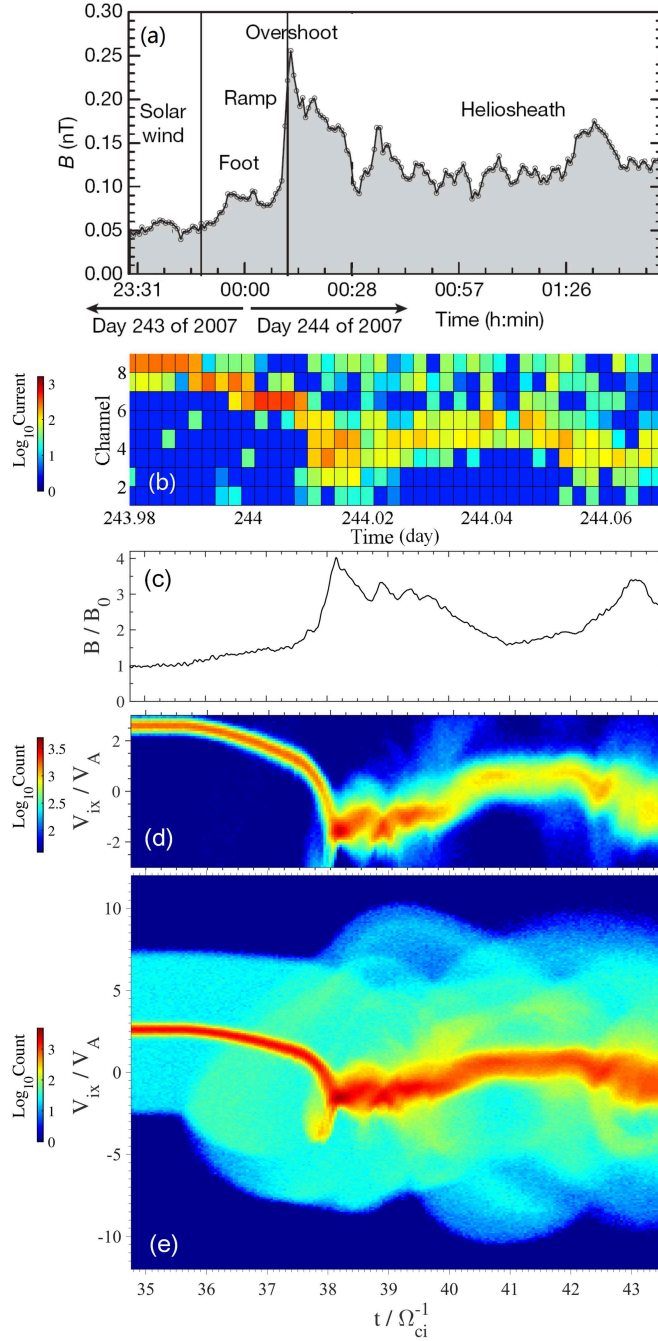 (a)
Overshoot
0.30
0.20
0.10
0.05
0.00
B (nT)
Solar
wind
Ramp
Foot
Heliosheath
23:31
00:00
00:28
00:57
01:26
Day 243 of 2007
Day 244 of 2007
Time (h:min)
Log10Current
3
2
1
0
Channel
8
6
4
2
(b)
243.98
244
244.02
244.04
244.06
Time (day)
(c)
B / B0
4
3
2
1
0
Log10Count
3.5
3
2.5
2
Vix / VA
2
0
-2
(d)
Log10Count
3
2
1
0
Vix / VA
10
5
0
-5
-10
(e)
35
36
37
38
39
40
41
42
43
t / Ωci-1